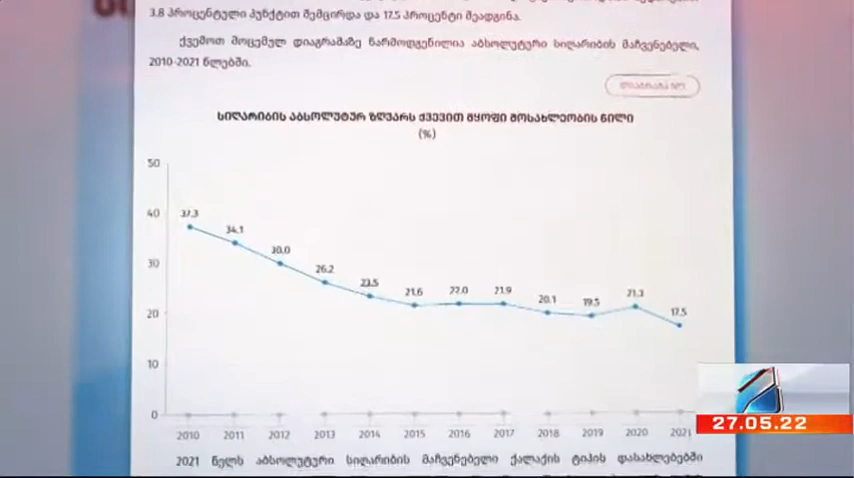 3.8 პროცენტული პუნქტით შემცირდა და 17.5 პროცენტი შეადგინა.
ქვემოთ მოცემულ დიაგრამაზე წარმოდგენილია აბსოლუტური სიღარიბის მაჩვენებელი,
2010-2021 წლებში.
დიაგრამა
სიღარიბის აბსოლუტურ ზღვარს ქვევით მყოფი მოსახლეობის წილი
(%)
50
40
30
20
10
0
37.3
34.1
30.0
26.2
23.5
21.6
22.0
21.9
20.1
19.5
21.3
17.5
2010 2011 2012 2013 2014 2015 2016 2017 2018 2019 2020 2021
2021 წელს აბსოლუტური სიღარიბის მაჩვენებელი ქალაქის ტიპის დასახლებებში
27.05.22